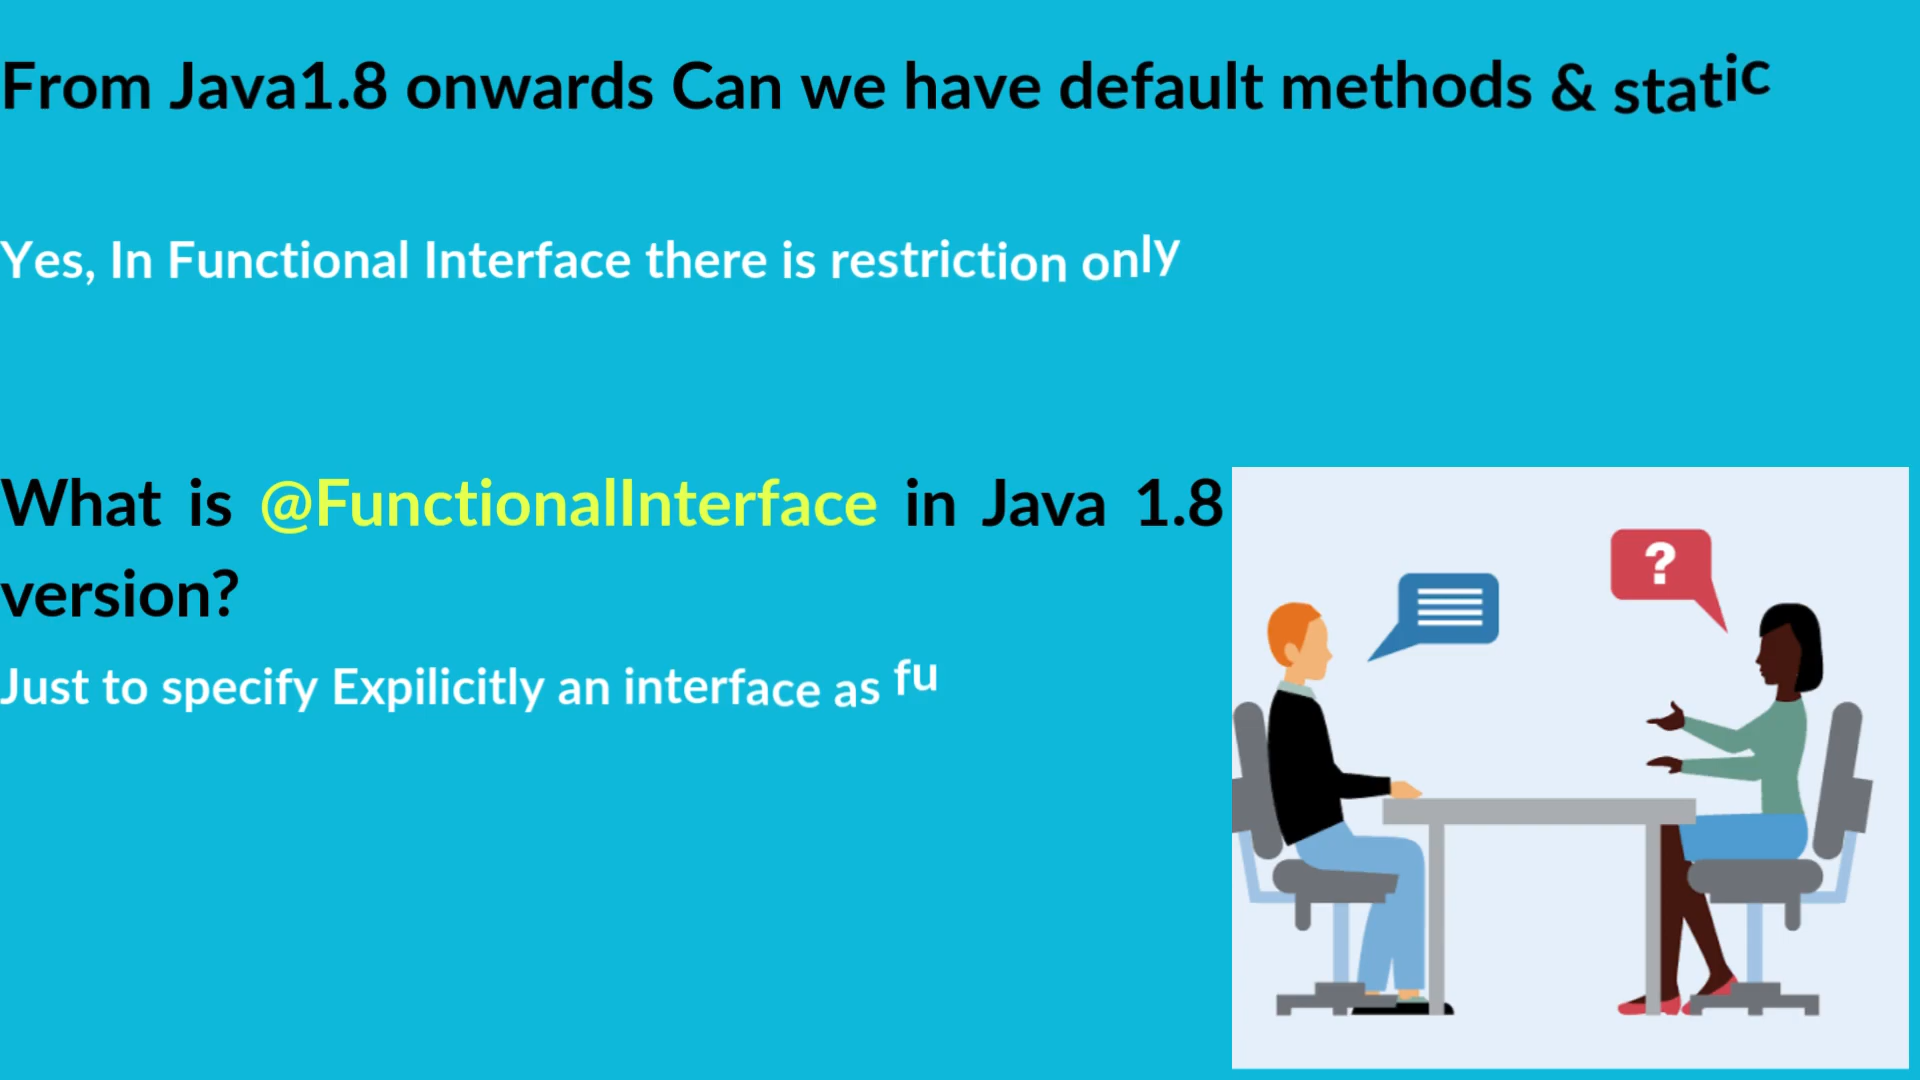 From Java1.8 onwards Can we have default methods & static
Yes, In Functional Interface there is restriction only
What is @FunctionalInterface in Java 1.8
version?
Just to specify Expilicitly an interface as fu
?